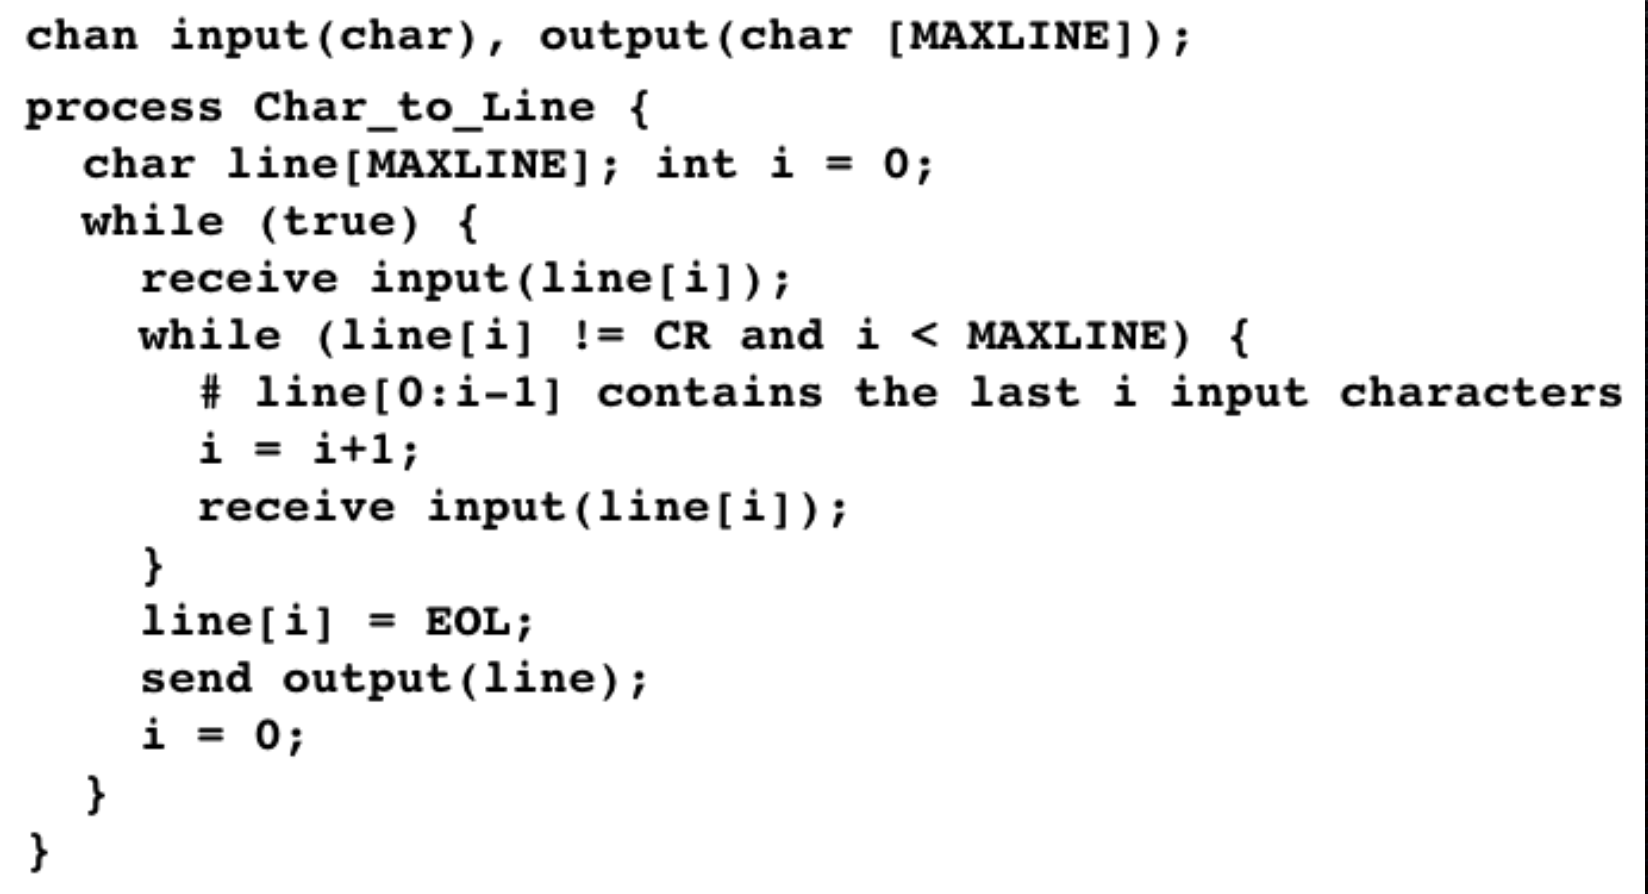 chan input(char), output(char [MAXLINE]);
process Char_to_Line {
  char line[MAXLINE]; int i = 0;
  while (true) {
    receive input(line[i]);
    while (line[i] != CR and i < MAXLINE) {
      # line[0:i-1] contains the last i input characters
      i = i+1;
      receive input(line[i]);
    }
    line[i] = EOL;
    send output(line);
    i = 0;
  }
}